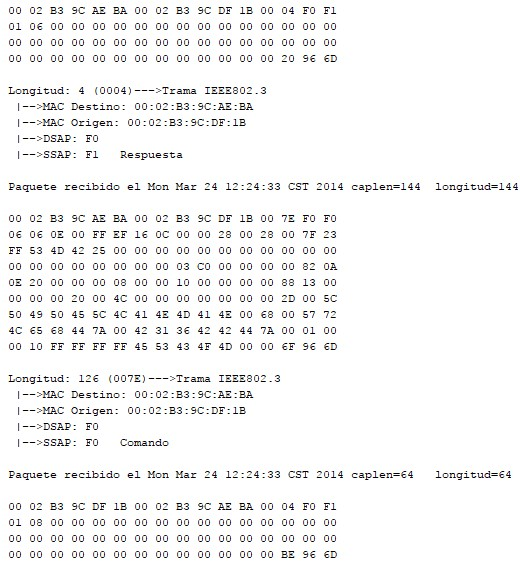 00 02 B3 9C AE BA 00 02 B3 9C DF 1B 00 04 F0 F1
01 06 00 00 00 00 00 00 00 00 00 00 00 00 00 00
00 00 00 00 00 00 00 00 00 00 00 00 00 00 00 00
00 00 00 00 00 00 00 00 00 00 00 00 00 20 96 6D
Longitud: 4 (0004)--->Trama IEEE802.3
|-->MAC Destino: 00:02:B3:9C:AE:BA
|-->MAC Origen: 00:02:B3:9C:DF:1B
|-->DSAP: F0
|-->SSAP: F1   Respuesta
Paquete recibido el Mon Mar 24 12:24:33 CST 2014 caplen=144  longitud=144
00 02 B3 9C AE BA 00 02 B3 9C DF 1B 00 7E F0 F0
06 06 0E 00 FF EF 16 0C 00 00 28 00 28 00 7F 23
FF 53 4D 42 25 00 00 00 00 00 00 00 00 00 00 00
00 00 00 00 00 00 00 00 03 C0 00 00 00 00 82 0A
0E 20 00 00 00 08 00 00 10 00 00 00 00 88 13 00
00 00 00 20 00 4C 00 00 00 00 00 00 00 2D 00 5C
50 49 50 45 5C 4C 41 4E 4D 41 4E 00 68 00 57 72
4C 65 68 44 7A 00 42 31 36 42 42 44 7A 00 01 00
00 10 FF FF FF FF 45 53 43 4F 4D 00 00 6F 96 6D
Longitud: 126 (007E)--->Trama IEEE802.3
|-->MAC Destino: 00:02:B3:9C:AE:BA
|-->MAC Origen: 00:02:B3:9C:DF:1B
|-->DSAP: F0
|-->SSAP: F0   Comando
Paquete recibido el Mon Mar 24 12:24:33 CST 2014 caplen=64   longitud=64
00 02 B3 9C DF 1B 00 02 B3 9C AE BA 00 04 F0 F1
01 08 00 00 00 00 00 00 00 00 00 00 00 00 00 00
00 00 00 00 00 00 00 00 00 00 00 00 00 00 00 00
00 00 00 00 00 00 00 00 00 00 00 00 00 BE 96 6D